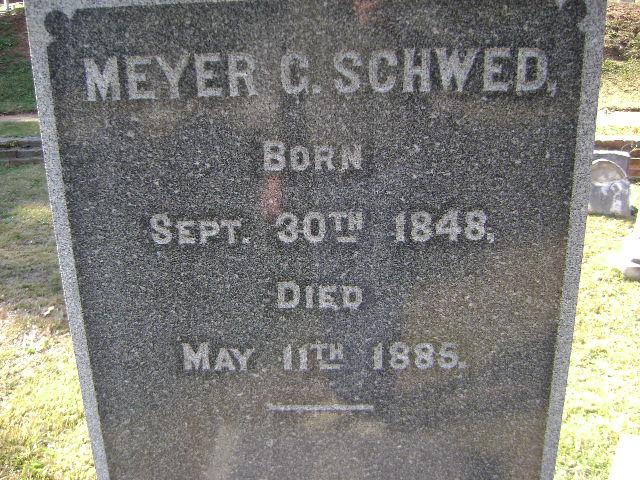 MEYER C. SCHWED,
BORN
SEPT. 30TH 1848,
DIED
MAY 11TH 1885.